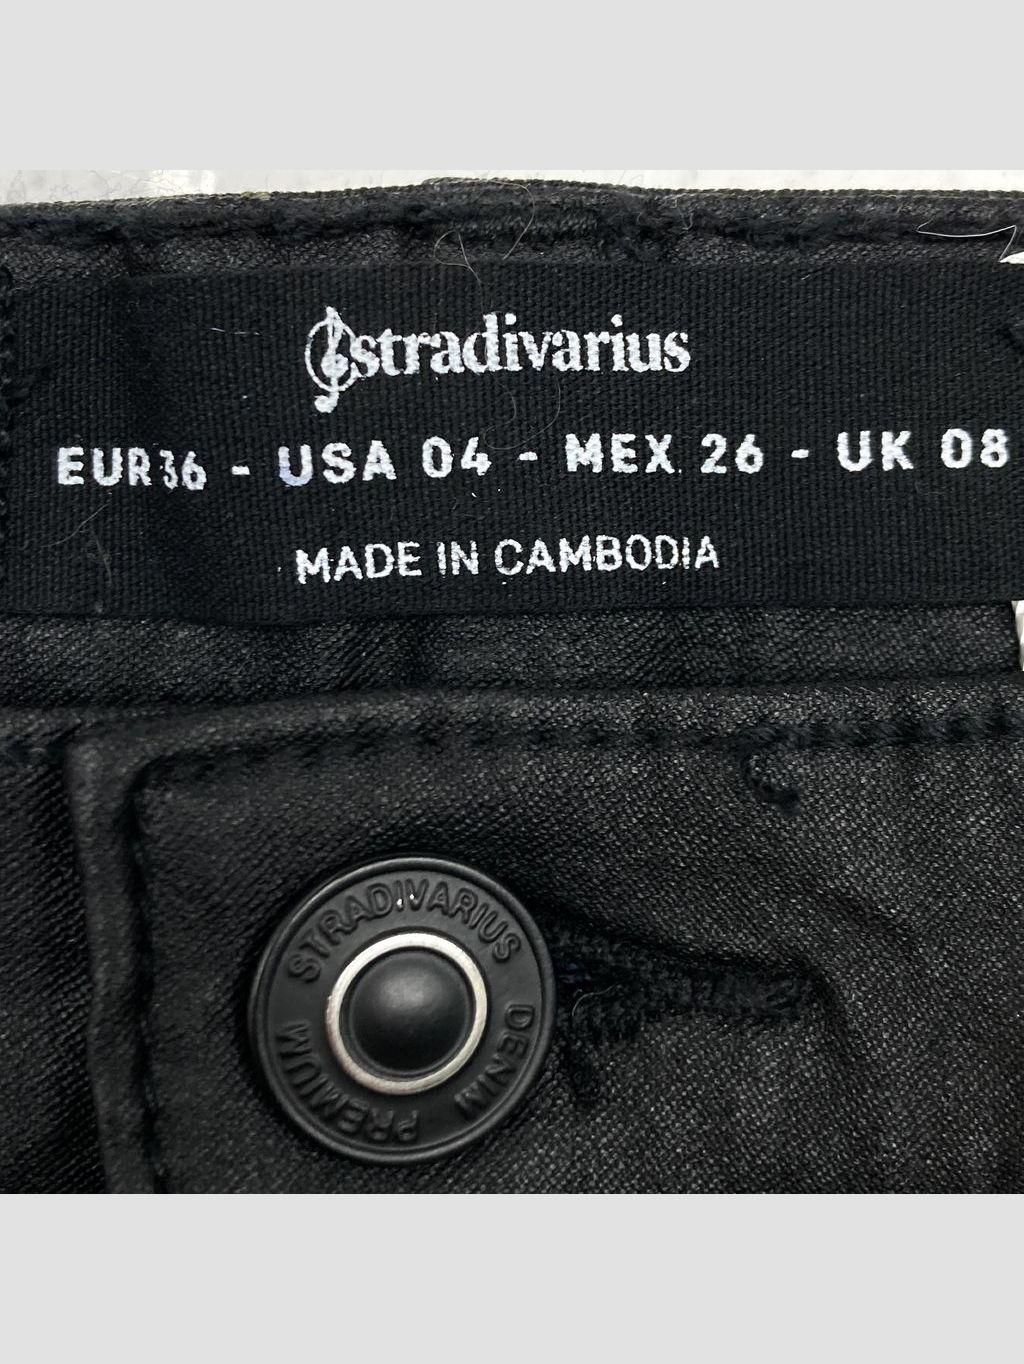 stradivarius
EUR36 - USA 04 - MEX 26 - UK 08
MADE IN CAMBODIA
STRADIVARIUS
DENIM
PREMIUM